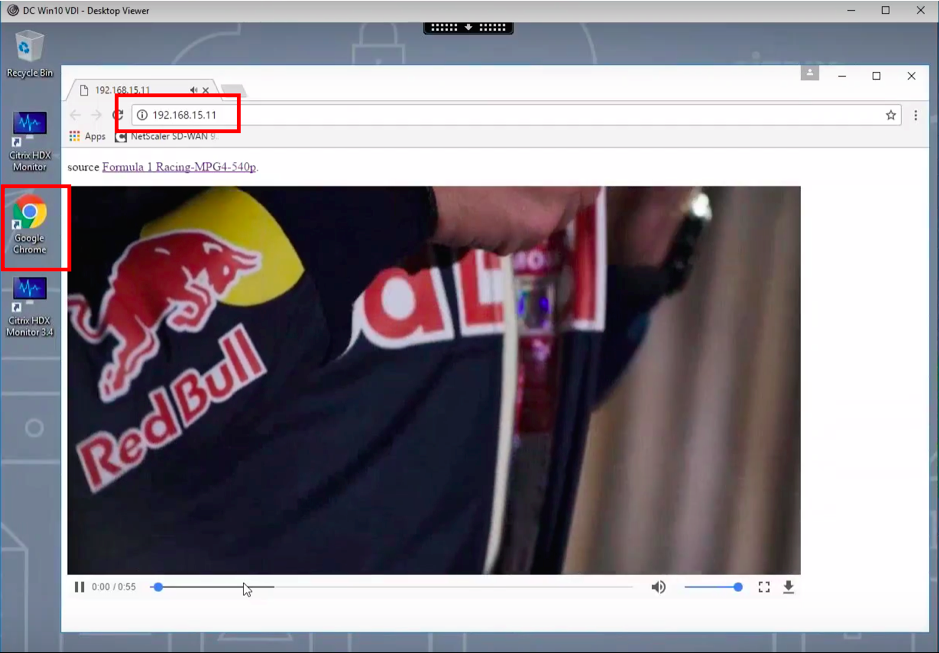 DC Win10 VDI - Desktop Viewer
Recycle Bin
192.168.15.11
192.168.15.11
Apps
NetScaler SD-WAN 9.
Citrix HDX
Monitor
source Formula 1 Racing-MPG4-540p.
Google
Chrome
Citrix HDX
Monitor 3.4
Red Bull
0:00 / 0:55